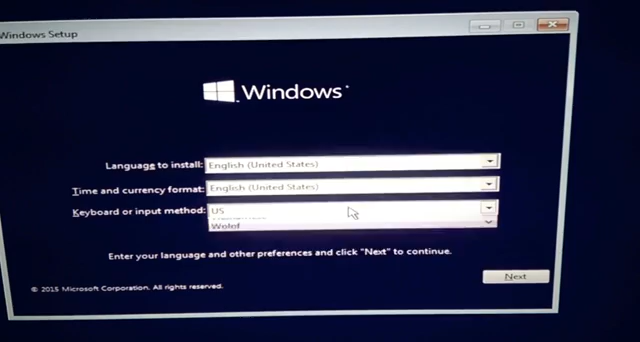 Windows Setup
Windows
Language to install: English (United States)
Time and currency format: English (United States)
Keyboard or input method: US
Wolof
Enter your language and other preferences and click "Next" to continue.
© 2015 Microsoft Corporation. All rights reserved.
Next